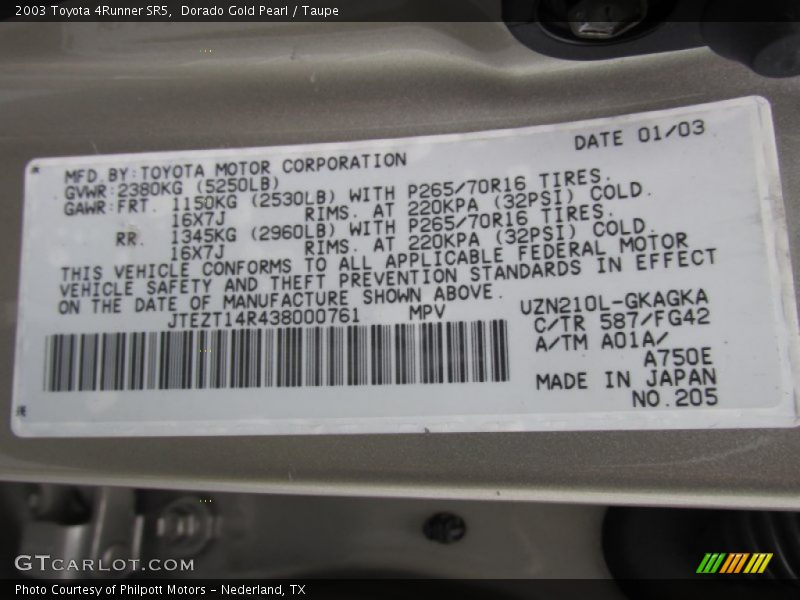 2003 Toyota 4Runner SR5,  Dorado Gold Pearl / Taupe
DATE 01/03
MFD.BY:TOYOTA MOTOR CORPORATION
GVWR:2380KG (5250LB)
GAWR:FRT. 1150KG (2530LB) WITH P265/70R16 TIRES.
16X7J RIMS. AT 220KPA (32PSI) COLD.
RR. 1345KG (2960LB) WITH P265/70R16 TIRES.
16X7J RIMS. AT 220KPA (32PSI) COLD.
THIS VEHICLE CONFORMS TO ALL APPLICABLE FEDERAL MOTOR
VEHICLE SAFETY AND THEFT PREVENTION STANDARDS IN EFFECT
ON THE DATE OF MANUFACTURE SHOWN ABOVE.
JTEZT14R438000761 MPV
UZN210L-GKAGKA
C/TR 587/FG42
A/TM A01A/
A750E
MADE IN JAPAN
NO.205
GTCarLot.com
Photo Courtesy of Philpott Motors - Nederland, TX